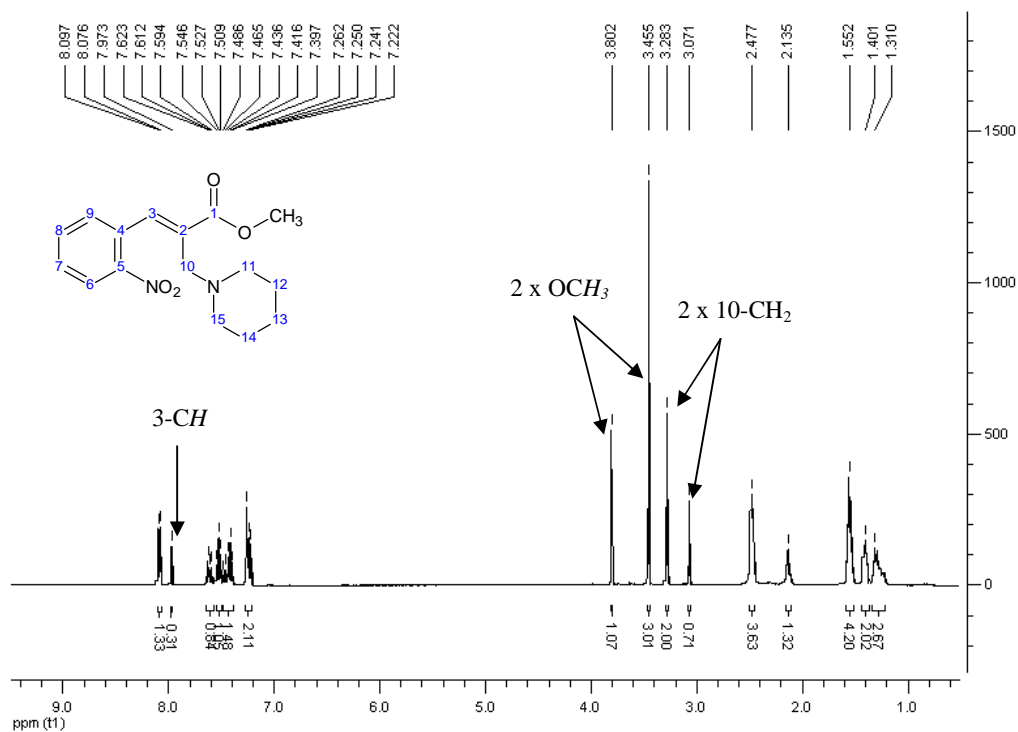 8.097 8.076 7.973 7.623 7.612 7.594 7.546 7.527 7.509 7.486 7.465 7.436 7.416 7.397 7.262 7.250 7.241 7.222 3.802 3.455 3.283 3.071 2.477 2.135 1.552 1.401 1.310
1500
O
9 3 1 CH3
8 4 2 O
7 5 10 11
6 NO2 N 12
15 13
14
1000
2 x OCH3
2 x 10-CH2
3-CH
500
0
1.33 0.31 0.84 1.48 2.11 1.07 3.01 2.00 0.71 3.63 1.32 4.20 2.02 2.67
9.0 8.0 7.0 6.0 5.0 4.0 3.0 2.0 1.0
ppm (t1)